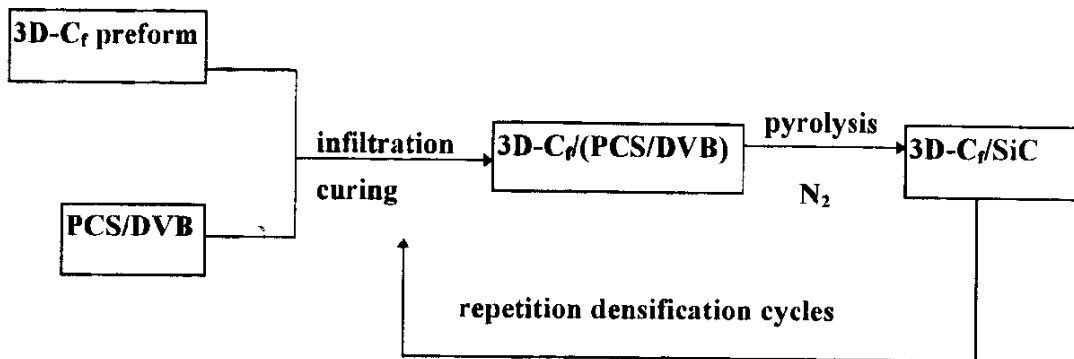 3D-Cf preform
infiltration
curing
PCS/DVB
3D-Cf/(PCS/DVB)
pyrolysis
N2
3D-Cf/SiC
repetition densification cycles